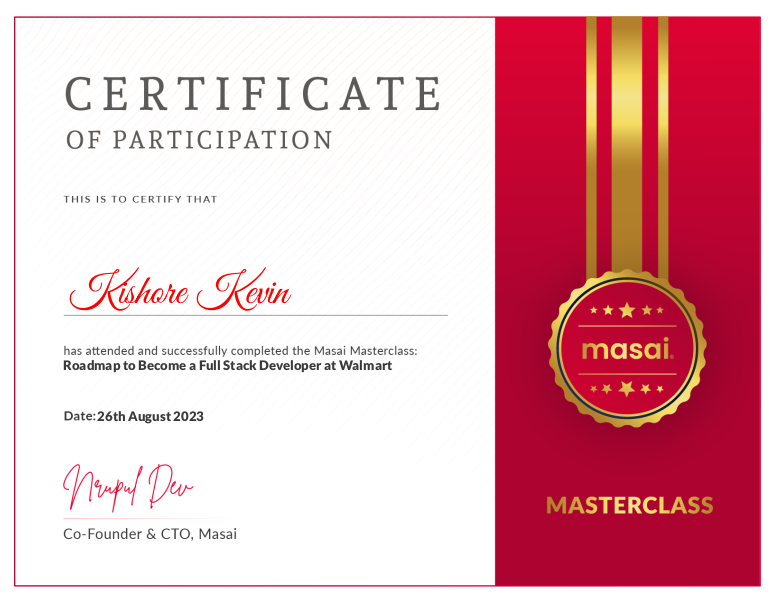 CERTIFICATE
OF PARTICIPATION
THIS IS TO CERTIFY THAT
Kishore Kevin
has attended and successfully completed the Masai Masterclass:
Roadmap to Become a Full Stack Developer at Walmart
Date:26th August 2023
Nrupul Dev
Co-Founder & CTO, Masai
masai.
MASTERCLASS